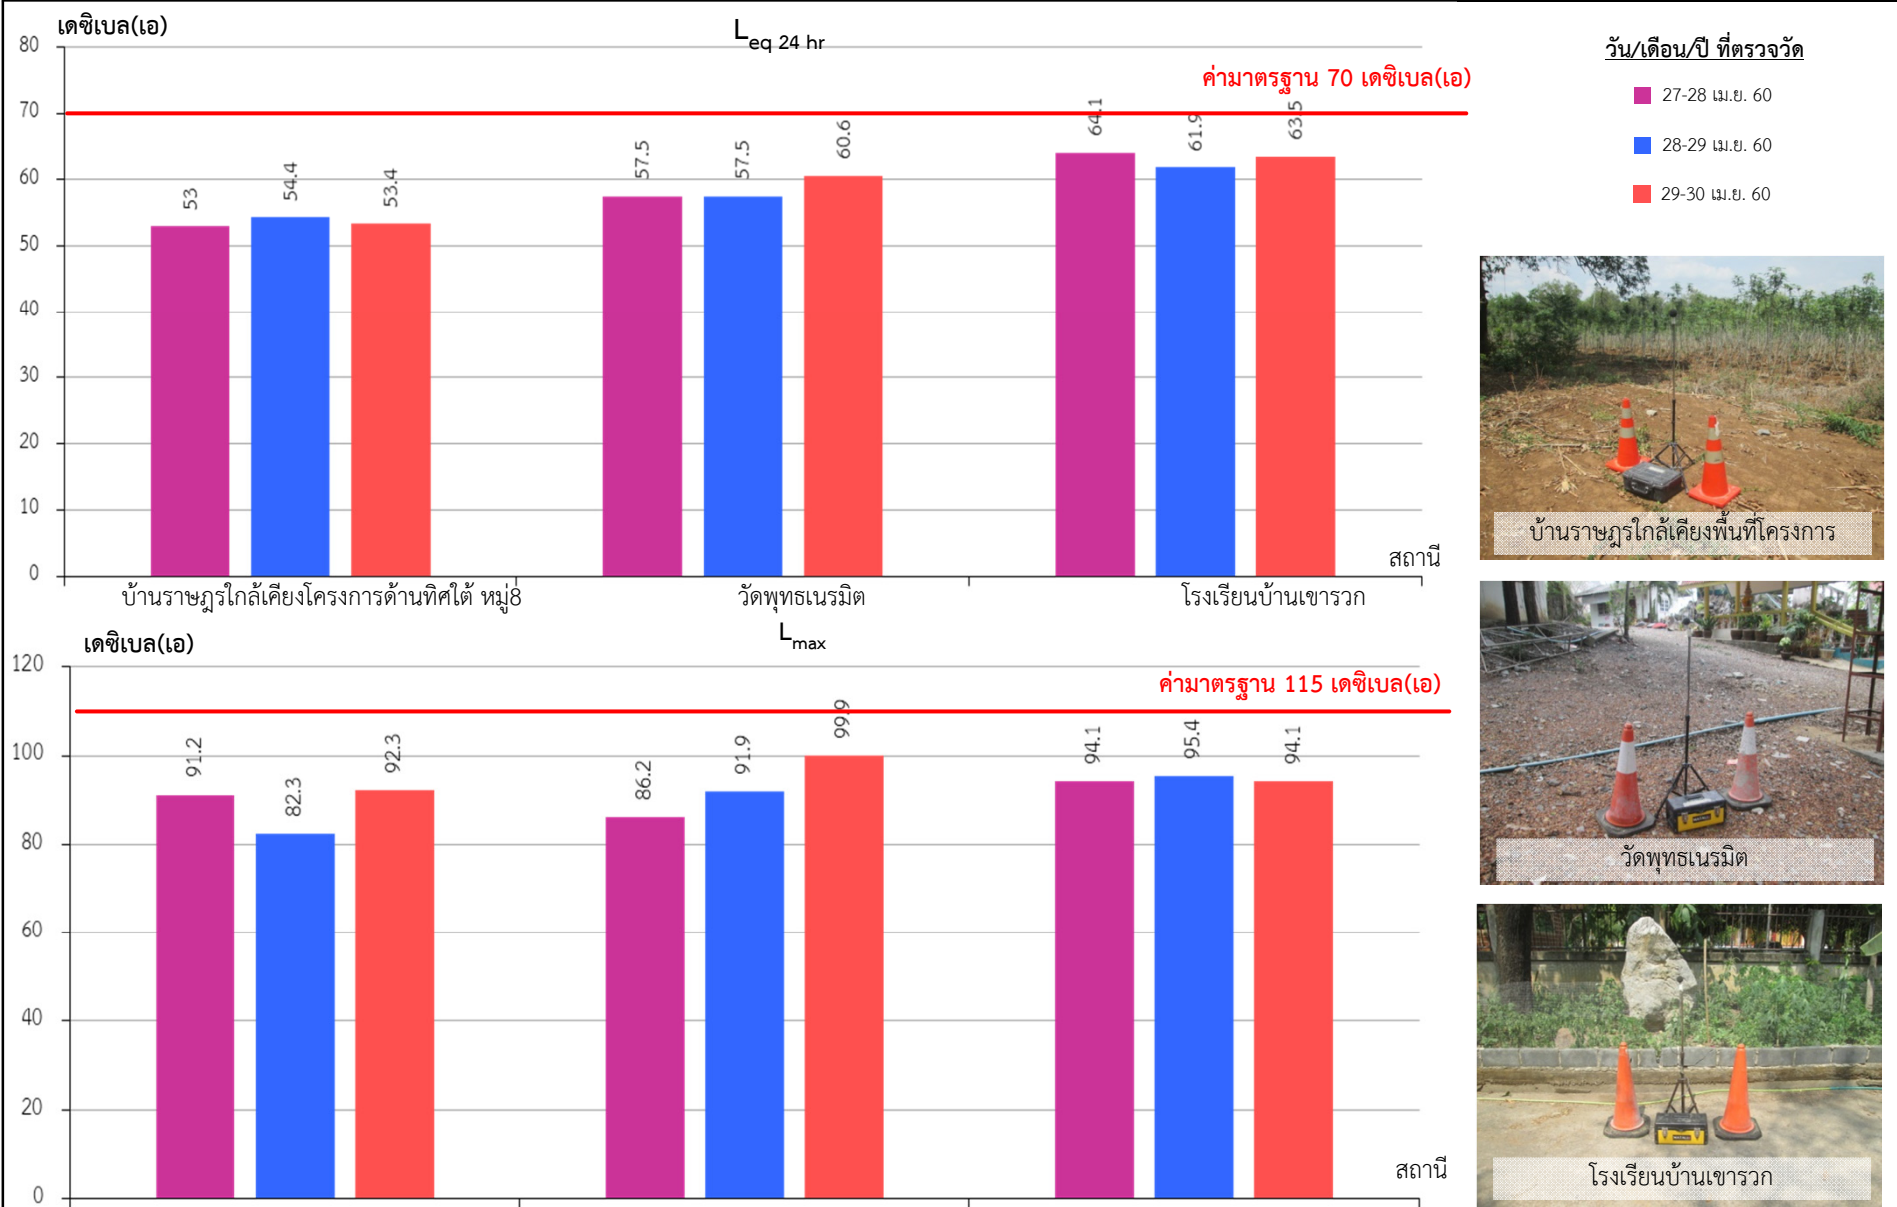 เดซิเบล(เอ)
Leq 24 hr
ค่ามาตรฐาน 70 เดซิเบล(เอ)
80
70
60
50
40
30
20
10
0
53
54.4
53.4
57.5
57.5
60.6
64.1
61.9
63.5
สถานี
บ้านราษฎรใกล้เคียงโครงการด้านทิศใต้ หมู่8
วัดพุทธเนรมิต
โรงเรียนบ้านเขารวก
เดซิเบล(เอ)
Lmax
ค่ามาตรฐาน 115 เดซิเบล(เอ)
120
100
80
60
40
20
0
91.2
82.3
92.3
86.2
91.9
99.9
94.1
95.4
94.1
สถานี
วัน/เดือน/ปี ที่ตรวจวัด
27-28 เม.ย. 60
28-29 เม.ย. 60
29-30 เม.ย. 60
บ้านราษฎรใกล้เคียงพื้นที่โครงการ
วัดพุทธเนรมิต
โรงเรียนบ้านเขารวก